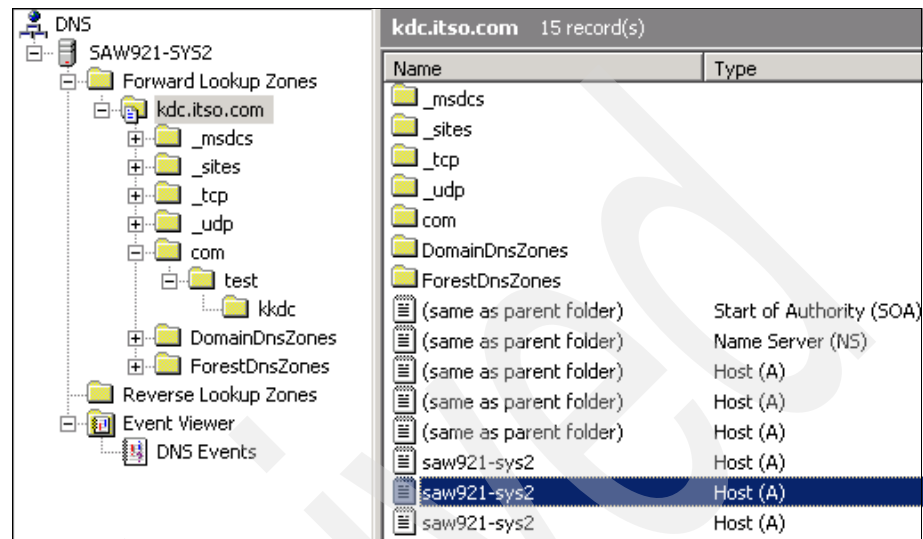 DNS
SAW921-SYS2
Forward Lookup Zones
kdc.itso.com
_msdcs
_sites
_tcp
_udp
com
test
kkdc
DomainDnsZones
ForestDnsZones
Reverse Lookup Zones
Event Viewer
DNS Events
kdc.itso.com 15 record(s)
Name Type
_msdcs
_sites
_tcp
_udp
com
DomainDnsZones
ForestDnsZones
(same as parent folder) Start of Authority (SOA)
(same as parent folder) Name Server (NS)
(same as parent folder) Host (A)
(same as parent folder) Host (A)
(same as parent folder) Host (A)
saw921-sys2 Host (A)
saw921-sys2 Host (A)
saw921-sys2 Host (A)